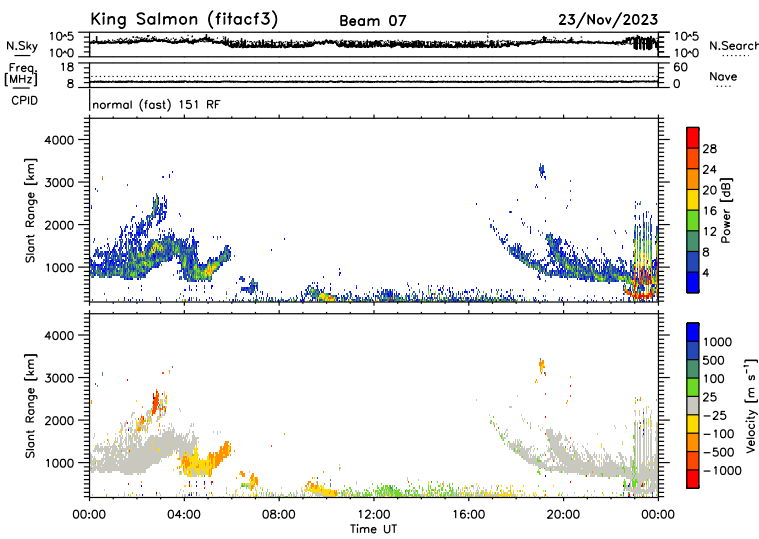 King Salmon (fitacf3) Beam 07 23/Nov/2023
N.Sky 10^5 10^0 10^5 10^0 N.Search
Freq. [MHz] 18 8 60 0 Nave
CPID normal (fast) 151 RF
Slant Range [km] 4000 3000 2000 1000
Power [dB] 28 24 20 16 12 8 4
Slant Range [km] 4000 3000 2000 1000
Velocity [m s⁻¹] 1000 500 100 25 -25 -100 -500 -1000
00:00 04:00 08:00 12:00 16:00 20:00 00:00
Time UT